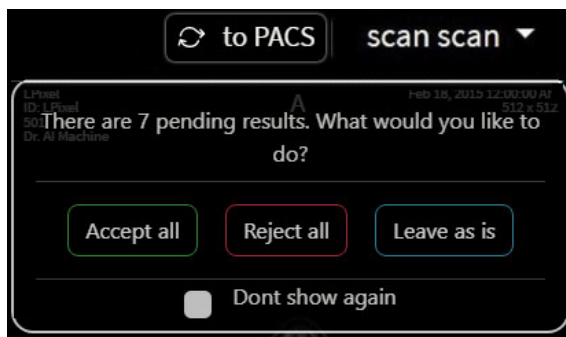 to PACS
scan scan
LPixel
Feb 18, 2015 12:00:00 AM
ID: LPixel
A
512 x 512
There are 7 pending results. What would you like to
Dr. AI Machine
do?
Accept all
Reject all
Leave as is
Dont show again